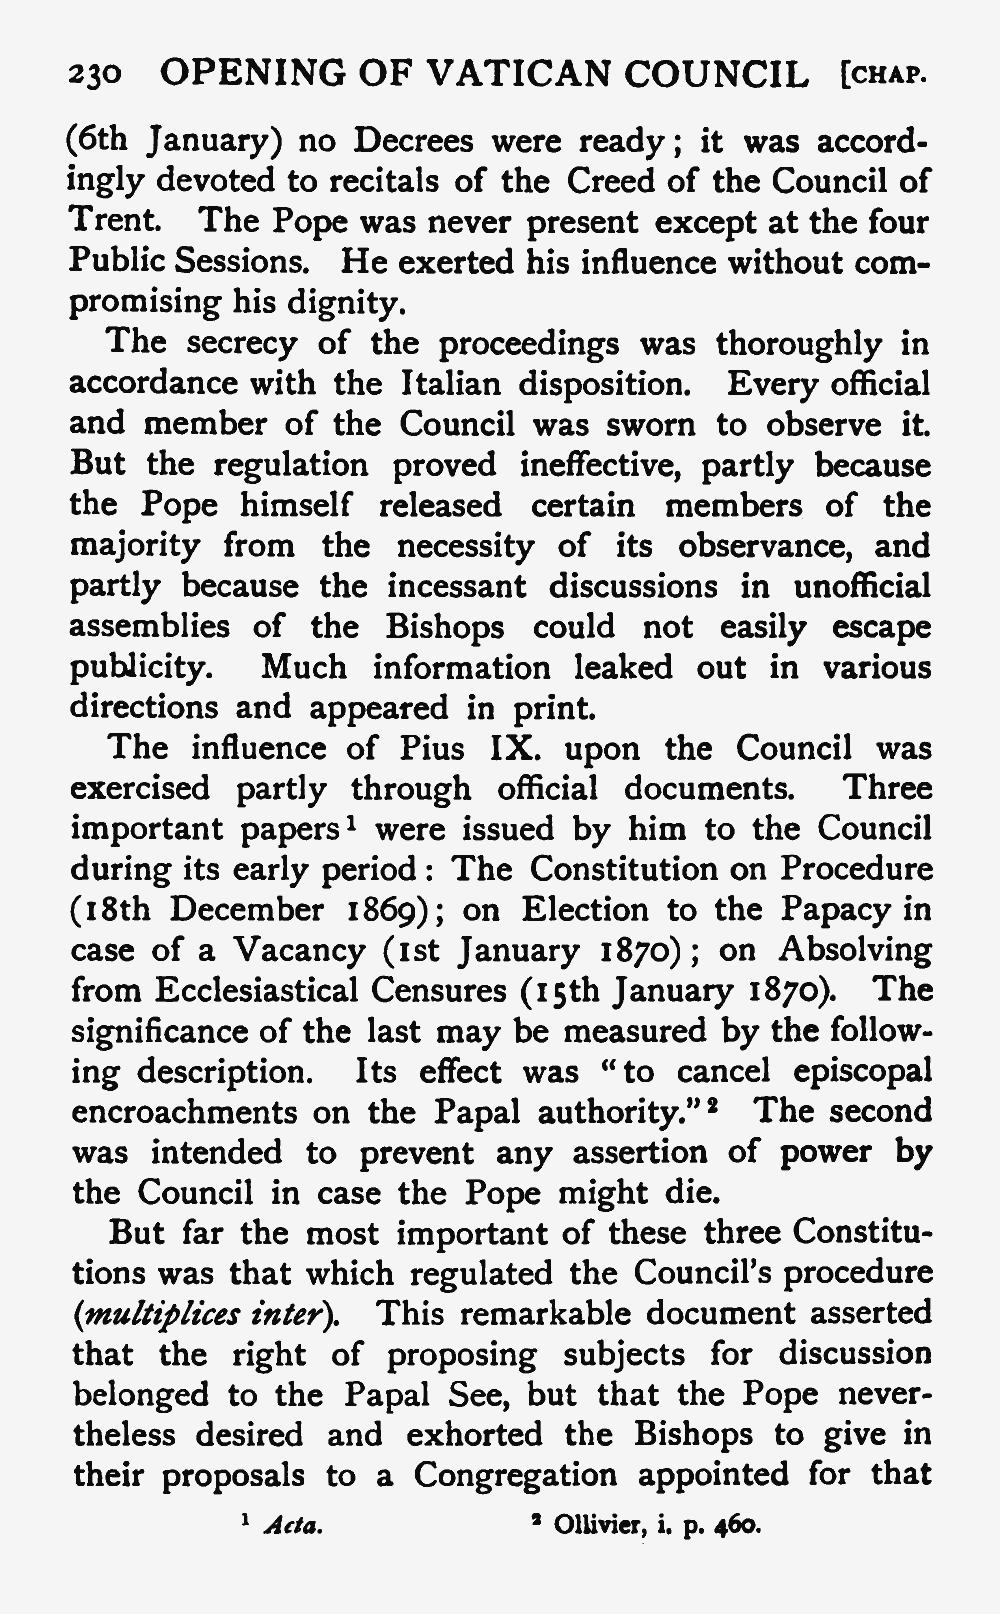 230 OPENING OF VATICAN COUNCIL [CHAP.
(6th January) no Decrees were ready; it was accord-
ingly devoted to recitals of the Creed of the Council of
Trent. The Pope was never present except at the four
Public Sessions. He exerted his influence without com-
promising his dignity.
The secrecy of the proceedings was thoroughly in
accordance with the Italian disposition. Every official
and member of the Council was sworn to observe it.
But the regulation proved ineffective, partly because
the Pope himself released certain members of the
majority from the necessity of its observance, and
partly because the incessant discussions in unofficial
assemblies of the Bishops could not easily escape
publicity. Much information leaked out in various
directions and appeared in print.
The influence of Pius IX. upon the Council was
exercised partly through official documents. Three
important papers¹ were issued by him to the Council
during its early period: The Constitution on Procedure
(18th December 1869); on Election to the Papacy in
case of a Vacancy (1st January 1870); on Absolving
from Ecclesiastical Censures (15th January 1870). The
significance of the last may be measured by the follow-
ing description. Its effect was "to cancel episcopal
encroachments on the Papal authority."² The second
was intended to prevent any assertion of power by
the Council in case the Pope might die.
But far the most important of these three Constitu-
tions was that which regulated the Council's procedure
(multiplices inter). This remarkable document asserted
that the right of proposing subjects for discussion
belonged to the Papal See, but that the Pope never-
theless desired and exhorted the Bishops to give in
their proposals to a Congregation appointed for that
¹ Acta. ² Ollivier, i. p. 460.